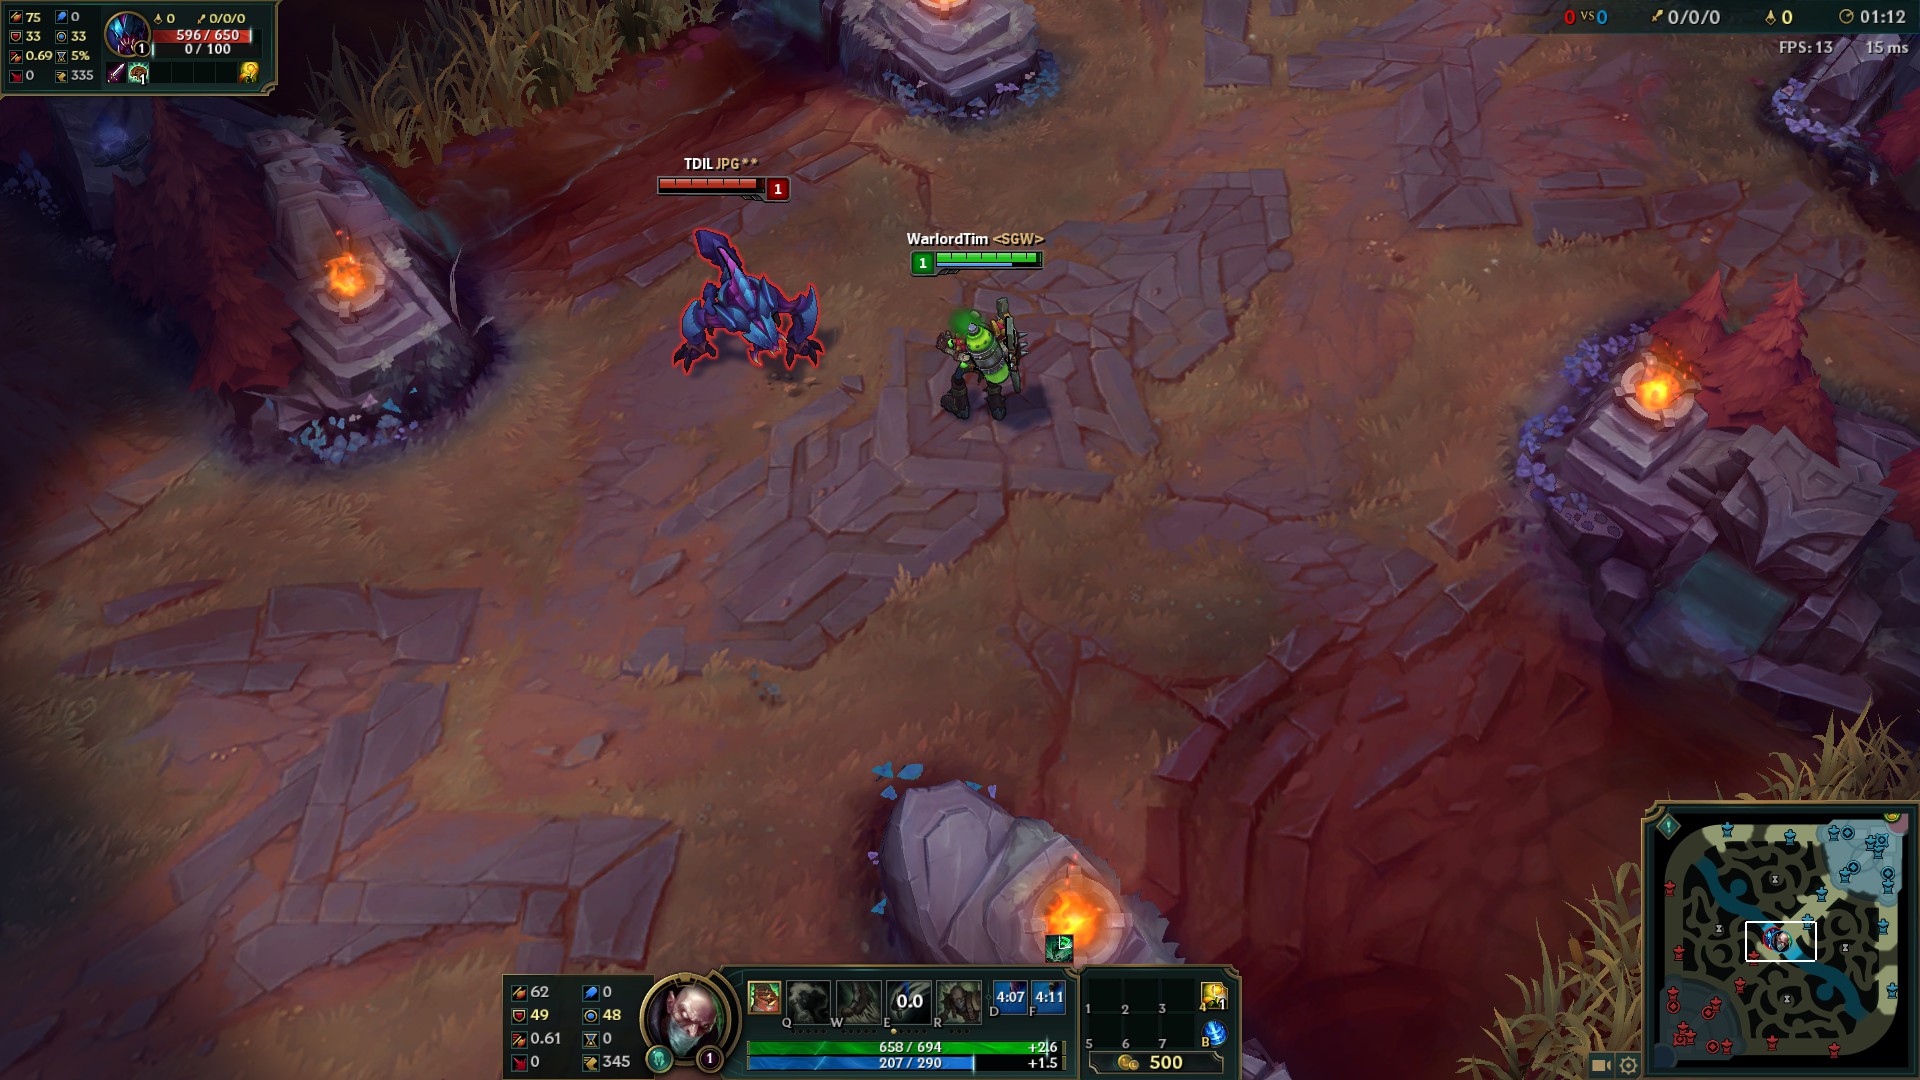 75 0
33 33
0.69 5%
0 335
1
0 0/0/0
596 / 650
0 / 100
1
0 VS 0 0/0/0 0 01:12
FPS: 13 15 ms
TDIL JPG**
1
WarlordTim <SGW>
1
62 0
49 48
0.61 0
0 345
1
Q W E R D F
0.0
4:07 4:11
658 / 694 +2.6
207 / 290 +1.5
1 2 3 4 1
5 6 7 B
500